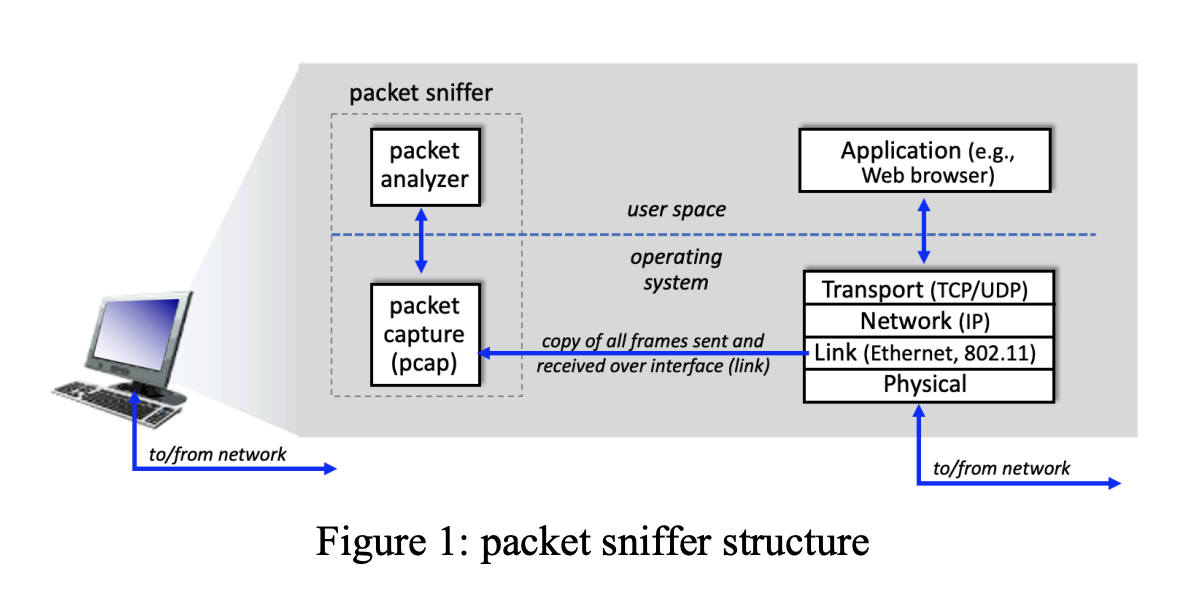 packet sniffer
packet
analyzer
Application (e.g.,
Web browser)
user space
operating
system
packet
capture
(pcap)
copy of all frames sent and
received over interface (link)
Transport (TCP/UDP)
Network (IP)
Link (Ethernet, 802.11)
Physical
to/from network
to/from network
Figure 1: packet sniffer structure